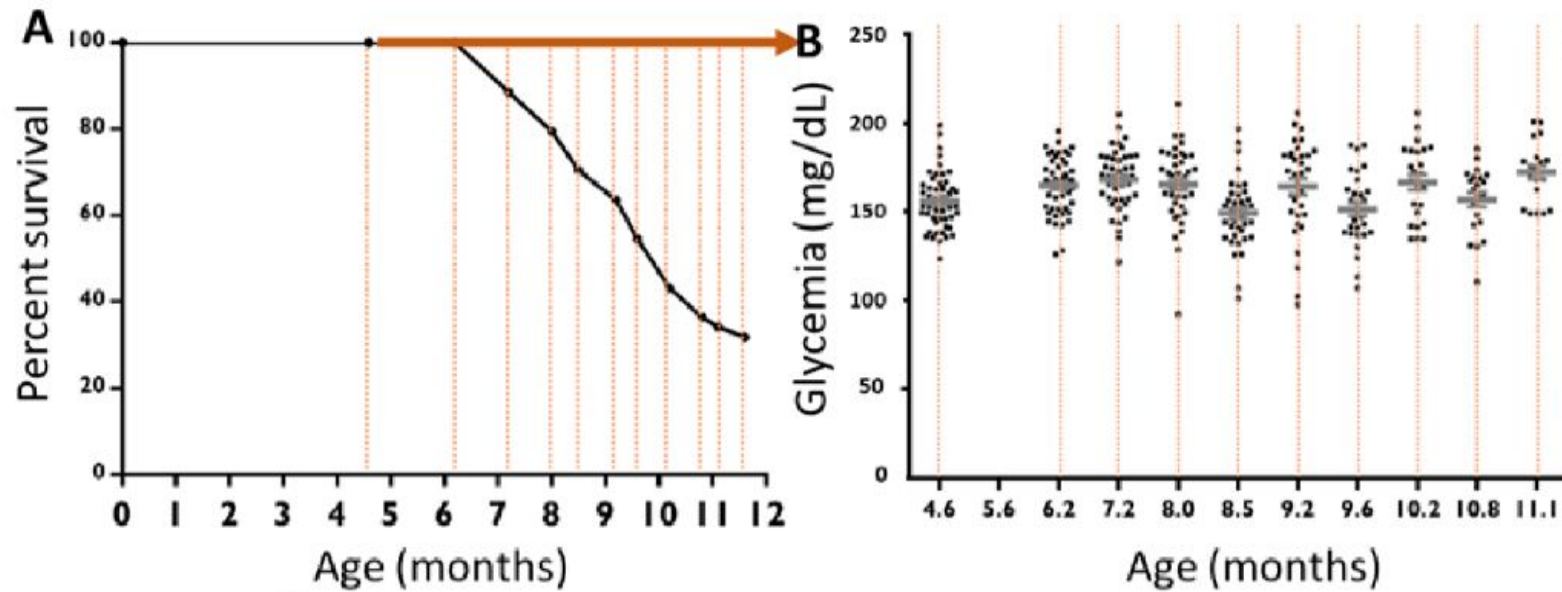 A
B
Percent survival
100
80
60
40
20
0
0 1 2 3 4 5 6 7 8 9 10 11 12
Age (months)
Glycemia (mg/dL)
250
200
150
100
50
0
4.6 5.6 6.2 7.2 8.0 8.5 9.2 9.6 10.2 10.8 11.1
Age (months)